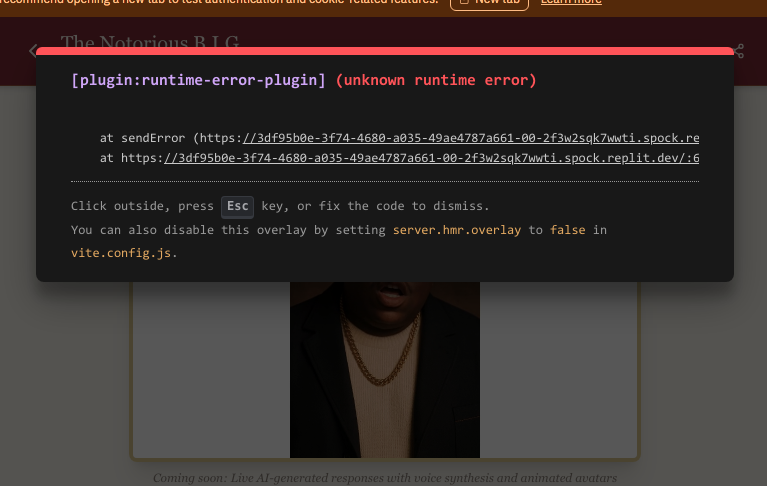 recommend opening a new tab to test authentication and cookie-related features.
New tab
Learn more
The Notorious B.I.G.
[plugin:runtime-error-plugin] (unknown runtime error)
at sendError (https://3df95b0e-3f74-4680-a035-49ae4787a661-00-2f3w2sqk7wwti.spock.re
at https://3df95b0e-3f74-4680-a035-49ae4787a661-00-2f3w2sqk7wwti.spock.replit.dev/:6
Click outside, press Esc key, or fix the code to dismiss.
You can also disable this overlay by setting server.hmr.overlay to false in
vite.config.js.
Coming soon: Live AI-generated responses with voice synthesis and animated avatars